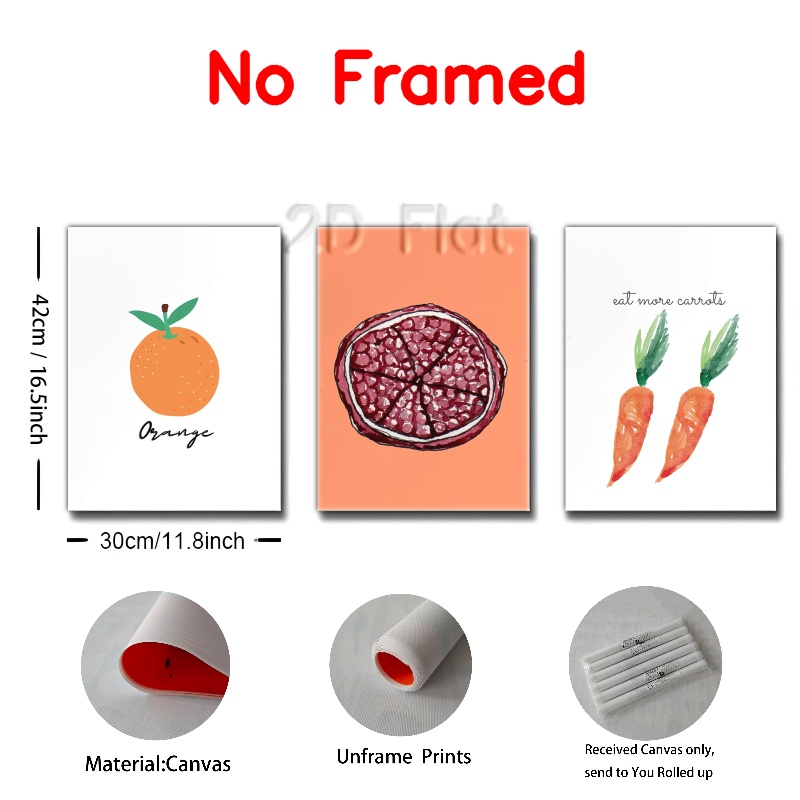 No Framed
2D Flat
42cm / 16.5inch
Orange
eat more carrots
30cm/11.8inch
Material:Canvas
Unframe Prints
Received Canvas only,
send to You Rolled up